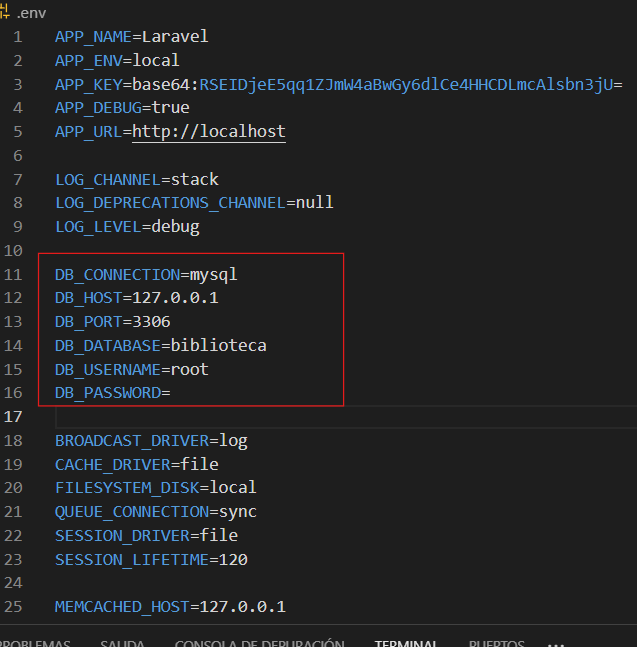 .env
1 APP_NAME=Laravel
2 APP_ENV=local
3 APP_KEY=base64:RSEIDjeE5qq1ZJmW4aBwGy6dlCe4HHCDLmcAlsbn3jU=
4 APP_DEBUG=true
5 APP_URL=http://localhost
6
7 LOG_CHANNEL=stack
8 LOG_DEPRECATIONS_CHANNEL=null
9 LOG_LEVEL=debug
10
11 DB_CONNECTION=mysql
12 DB_HOST=127.0.0.1
13 DB_PORT=3306
14 DB_DATABASE=biblioteca
15 DB_USERNAME=root
16 DB_PASSWORD=
17
18 BROADCAST_DRIVER=log
19 CACHE_DRIVER=file
20 FILESYSTEM_DISK=local
21 QUEUE_CONNECTION=sync
22 SESSION_DRIVER=file
23 SESSION_LIFETIME=120
24
25 MEMCACHED_HOST=127.0.0.1
PROBLEMAS SALIDA CONSOLA DE DEPURACIÓN TERMINAL PUERTOS ...